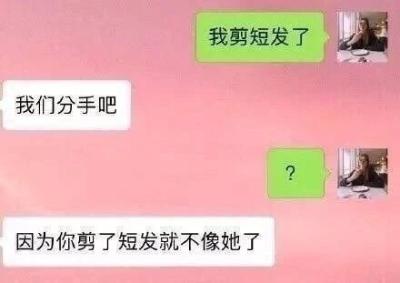 我剪短发了
我们分手吧
？
因为你剪了短发就不像她了